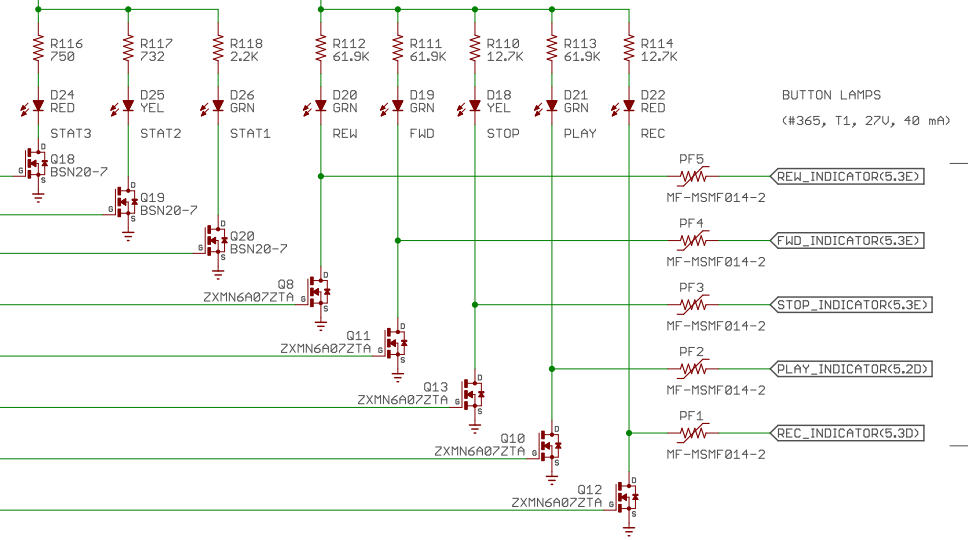 R116
750
R117
732
R118
2.2K
R112
61.9K
R111
61.9K
R110
12.7K
R113
61.9K
R114
12.7K
D24
RED
D25
YEL
D26
GRN
D20
GRN
D19
GRN
D18
YEL
D21
GRN
D22
RED
BUTTON LAMPS
(#365, T1, 27V, 40 mA)
STAT3
STAT2
STAT1
REW
FWD
STOP
PLAY
REC
D
G
S
Q18
BSN20-7
D
G
S
Q19
BSN20-7
D
G
S
Q20
BSN20-7
PF5
MF-MSMF014-2
REW_INDICATOR(5.3E)
PF4
MF-MSMF014-2
FWD_INDICATOR(5.3E)
D
G
S
Q8
ZXMN6A07ZTA
PF3
MF-MSMF014-2
STOP_INDICATOR(5.3E)
D
G
S
Q11
ZXMN6A07ZTA
PF2
MF-MSMF014-2
PLAY_INDICATOR(5.2D)
D
G
S
Q13
ZXMN6A07ZTA
PF1
MF-MSMF014-2
REC_INDICATOR(5.3D)
D
G
S
Q10
ZXMN6A07ZTA
D
G
S
Q12
ZXMN6A07ZTA